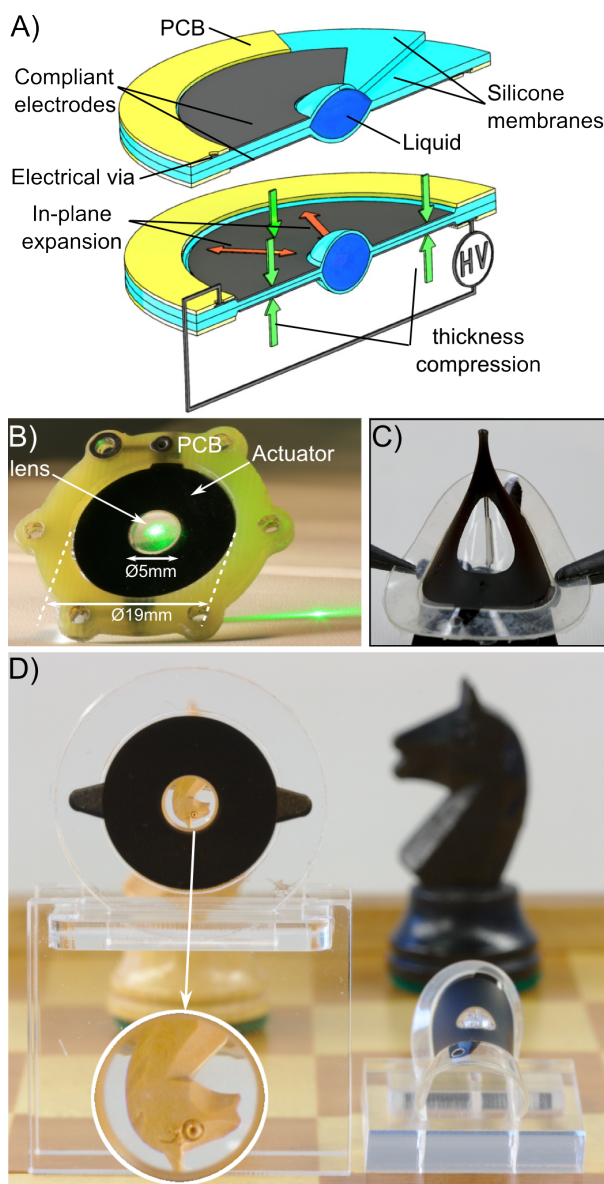 A)
PCB
Compliant
electrodes
Silicone
membranes
Liquid
Electrical via
In-plane
expansion
HV
thickness
compression
B)
PCB
Actuator
lens
Ø5mm
Ø19mm
C)
D)